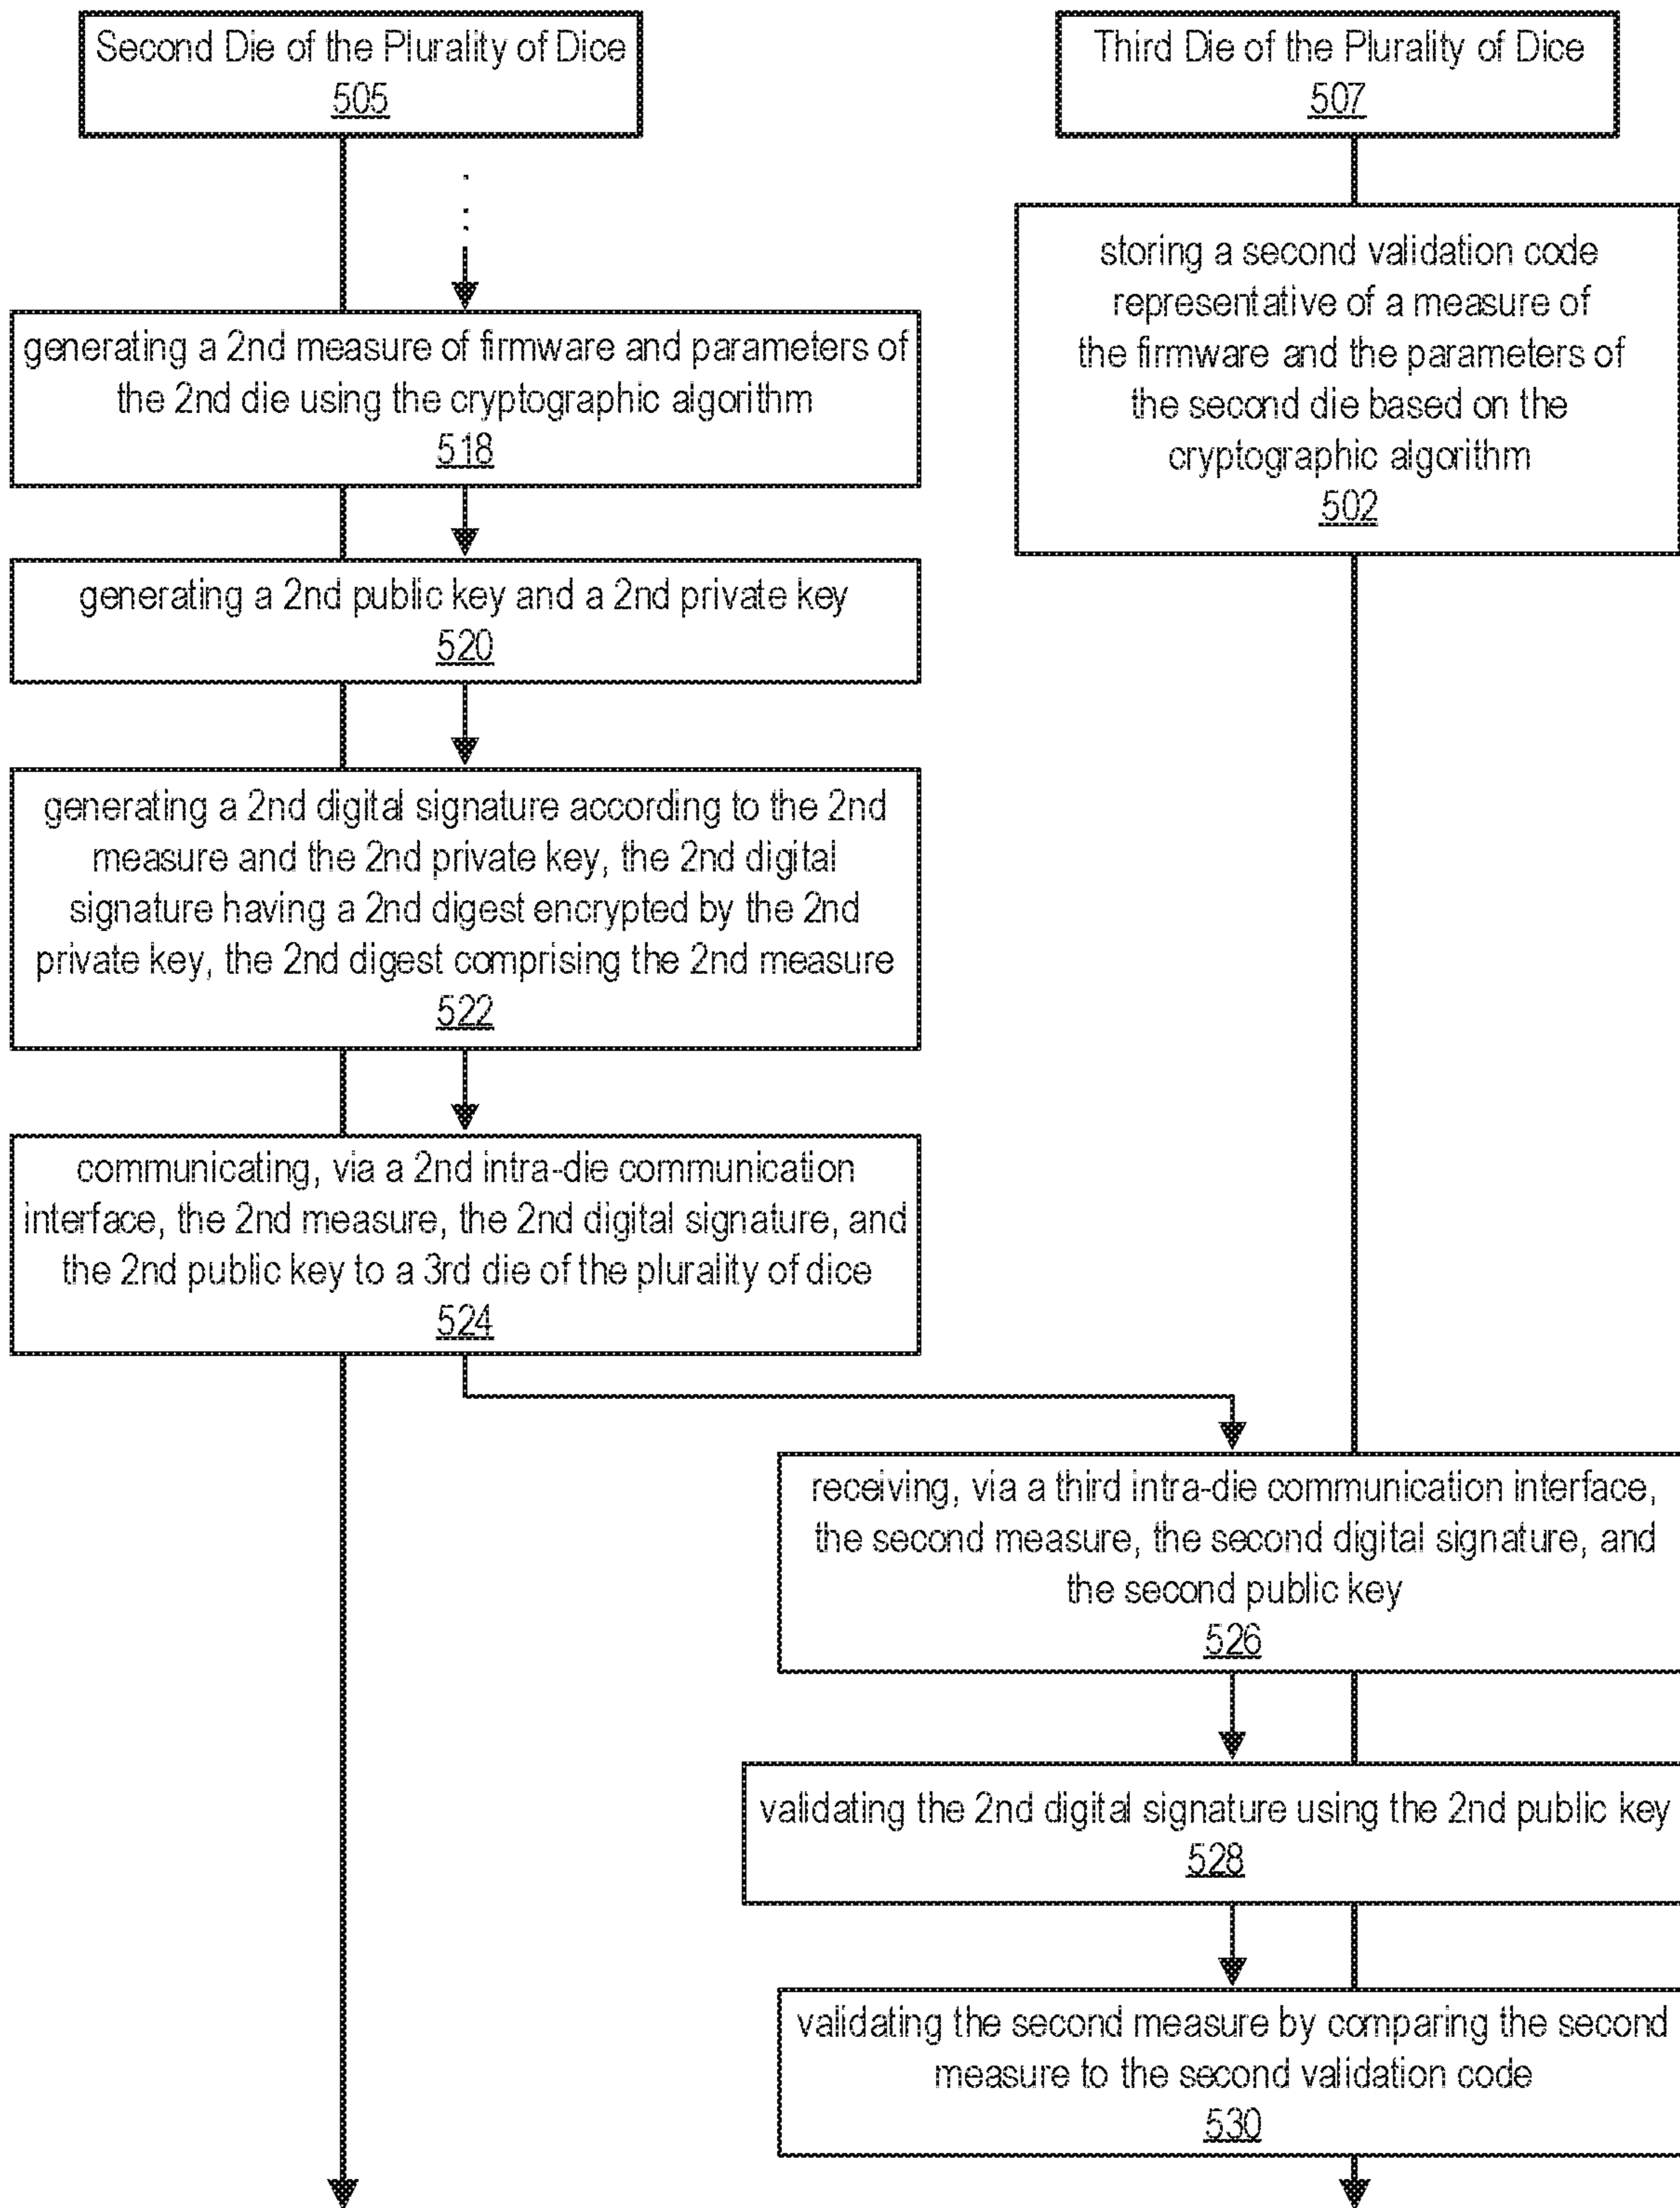 Second Die of the Plurality of Dice
505
Third Die of the Plurality of Dice
507
storing a second validation code
representative of a measure of
the firmware and the parameters of
the second die based on the
cryptographic algorithm
502
generating a 2nd measure of firmware and parameters of
the 2nd die using the cryptographic algorithm
518
generating a 2nd public key and a 2nd private key
520
generating a 2nd digital signature according to the 2nd
measure and the 2nd private key, the 2nd digital
signature having a 2nd digest encrypted by the 2nd
private key, the 2nd digest comprising the 2nd measure
522
communicating, via a 2nd intra-die communication
interface, the 2nd measure, the 2nd digital signature, and
the 2nd public key to a 3rd die of the plurality of dice
524
receiving, via a third intra-die communication interface,
the second measure, the second digital signature, and
the second public key
526
validating the 2nd digital signature using the 2nd public key
528
validating the second measure by comparing the second
measure to the second validation code
530